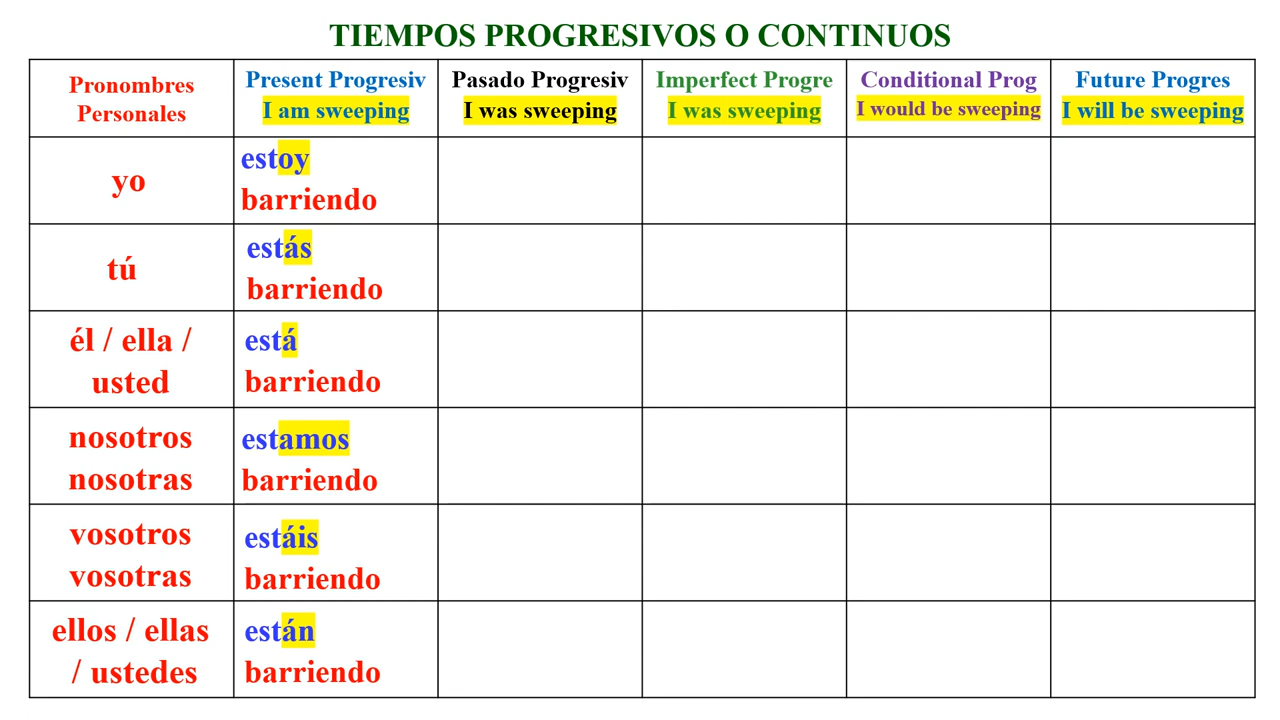 TIEMPOS PROGRESIVOS O CONTINUOS
Pronombres
Personales
Present Progresiv
I am sweeping
Pasado Progresiv
I was sweeping
Imperfect Progre
I was sweeping
Conditional Prog
I would be sweeping
Future Progres
I will be sweeping
yo
estoy
barriendo
tú
estás
barriendo
él / ella /
usted
está
barriendo
nosotros
nosotras
estamos
barriendo
vosotros
vosotras
estáis
barriendo
ellos / ellas
/ ustedes
están
barriendo